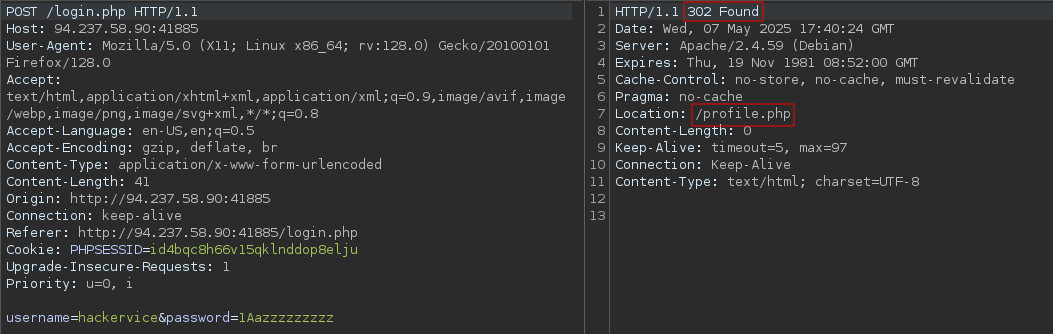 POST /login.php HTTP/1.1
Host: 94.237.58.90:41885
User-Agent: Mozilla/5.0 (X11; Linux x86_64; rv:128.0) Gecko/20100101
Firefox/128.0
Accept:
text/html,application/xhtml+xml,application/xml;q=0.9,image/avif,image
/webp,image/png,image/svg+xml,*/*;q=0.8
Accept-Language: en-US,en;q=0.5
Accept-Encoding: gzip, deflate, br
Content-Type: application/x-www-form-urlencoded
Content-Length: 41
Origin: http://94.237.58.90:41885
Connection: keep-alive
Referer: http://94.237.58.90:41885/login.php
Cookie: PHPSESSID=id4bqc8h66v15qklnddop8elju
Upgrade-Insecure-Requests: 1
Priority: u=0, i
username=hackervice&password=1Aazzzzzzzzz
1 HTTP/1.1 302 Found
2 Date: Wed, 07 May 2025 17:40:24 GMT
3 Server: Apache/2.4.59 (Debian)
4 Expires: Thu, 19 Nov 1981 08:52:00 GMT
5 Cache-Control: no-store, no-cache, must-revalidate
6 Pragma: no-cache
7 Location: /profile.php
8 Content-Length: 0
9 Keep-Alive: timeout=5, max=97
10 Connection: Keep-Alive
11 Content-Type: text/html; charset=UTF-8
12
13